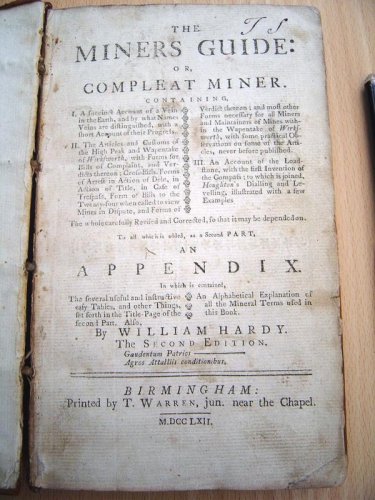 T S
THE
MINERS GUIDE:
OR,
COMPLEAT MINER.
CONTAINING,
I. A succinct Account of a Vein
in the Earth, and by what Names
Veins are distinguished, with a
short Account of their Progress.
II. The Articles and Customs of
the High Peak and Wapentake
of Wirksworth, with Forms for
Bills of Complaint, and Ver-
dicts thereon; Cross-Bills, Forms
of Arrest in Action of Debt, in
Action of Title, in Case of
Trespass, Form of Bills to the
Twenty-four when called to view
Mines in Dispute, and Forms of
Verdict thereon; and most other
Forms necessary for all Miners
and Maintainers of Mines with-
in the Wapentake of Wirks-
worth, with some practical Ob-
servations on some of the Arti-
cles, never before published.
III. An Account of the Load-
stone, with the first Invention of
the Compass; to which is joined,
Houghton's Dialling and Le-
velling, illustrated with a few
Examples
The whole carefully Revised and Corrected, so that it may be depended on.
To all which is added, as a Second PART,
AN
APPENDIX.
In which is contained,
The several useful and instructive
easy Tables, and other Things,
set forth in the Title-Page of the
second Part. Also,
An Alphabetical Explanation of
all the Mineral Terms used in
this Book.
By WILLIAM HARDY.
THE SECOND EDITION,
Gaudentum Patrios
Agros Attallis conditionibus,
BIRMINGHAM:
Printed by T. WARREN, jun. near the Chapel.
M.DCC LXII.